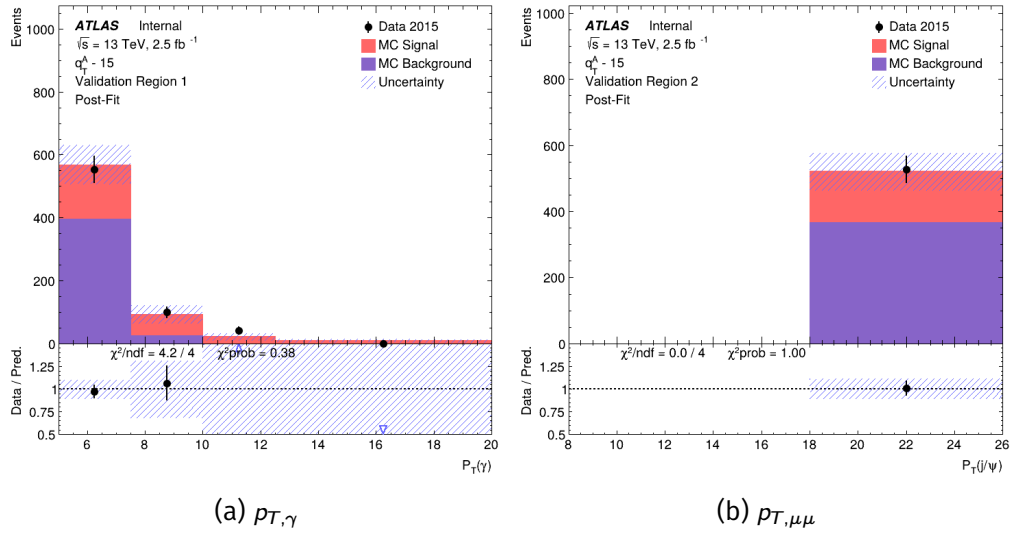 Events
1000
800
600
400
200
0
ATLAS Internal
√s = 13 TeV, 2.5 fb⁻¹
q_T^A - 15
Validation Region 1
Post-Fit
Data 2015
MC Signal
MC Background
Uncertainty
χ²/ndf = 4.2 / 4 χ²prob = 0.38
Data / Pred.
1.25
1
0.75
0.5
6 8 10 12 14 16 18 20
P_T(γ)
(a) p_T,γ
Events
1000
800
600
400
200
0
ATLAS Internal
√s = 13 TeV, 2.5 fb⁻¹
q_T^A - 15
Validation Region 2
Post-Fit
Data 2015
MC Signal
MC Background
Uncertainty
χ²/ndf = 0.0 / 4 χ²prob = 1.00
Data / Pred.
1.25
1
0.75
0.5
8 10 12 14 16 18 20 22 24 26
P_T(j/ψ)
(b) p_T,μμ